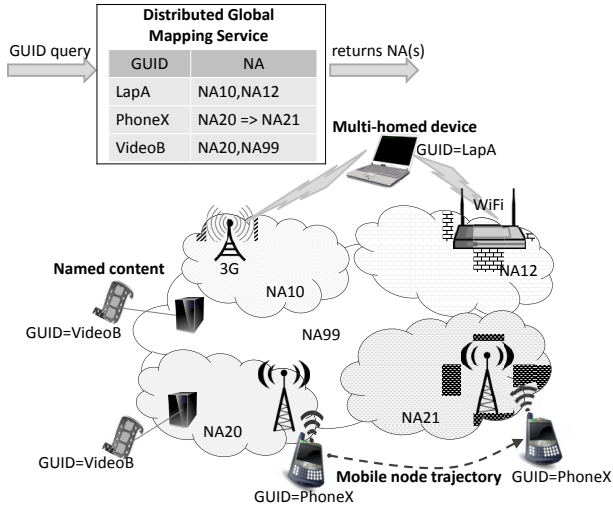 Distributed Global
Mapping Service
GUID query
returns NA(s)
GUID NA
LapA NA10,NA12
PhoneX NA20 => NA21
VideoB NA20,NA99
Multi-homed device
GUID=LapA
WiFi
3G
NA12
NA10
Named content
GUID=VideoB
NA99
NA20
NA21
GUID=VideoB
Mobile node trajectory
GUID=PhoneX
GUID=PhoneX